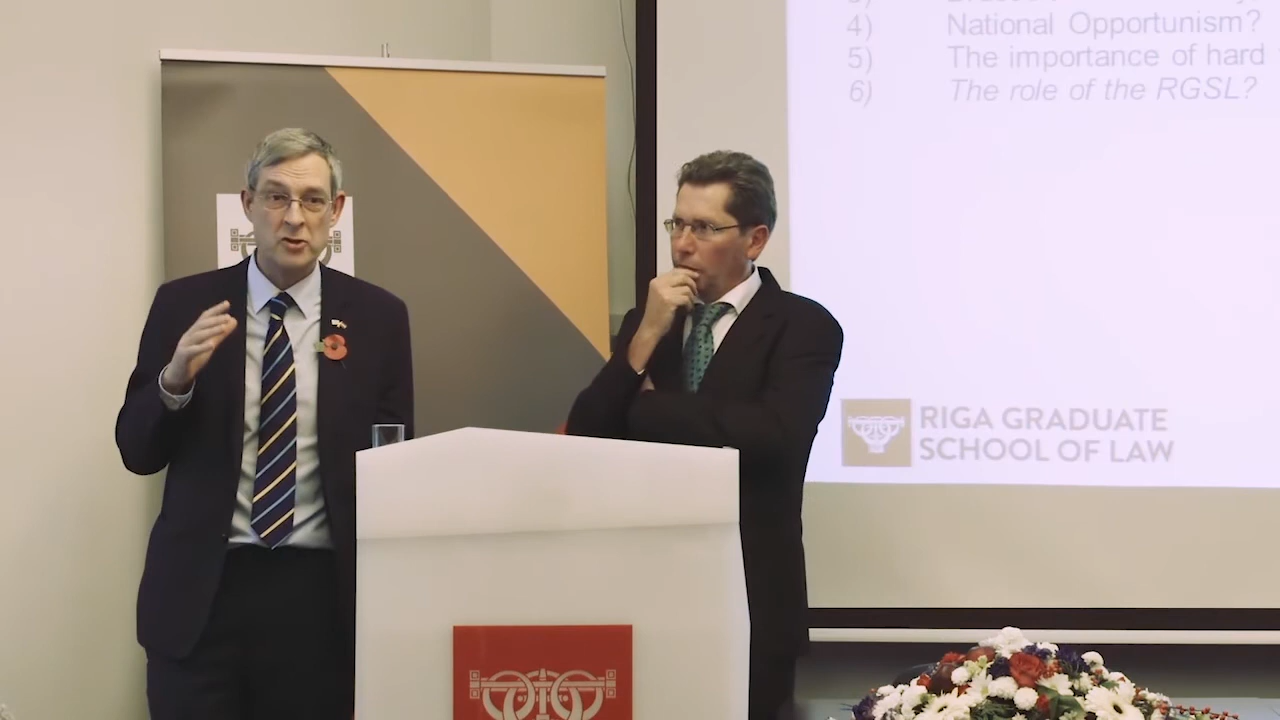 4) National Opportunism?
5) The importance of hard
6) The role of the RGSL?
RIGA GRADUATE
SCHOOL OF LAW